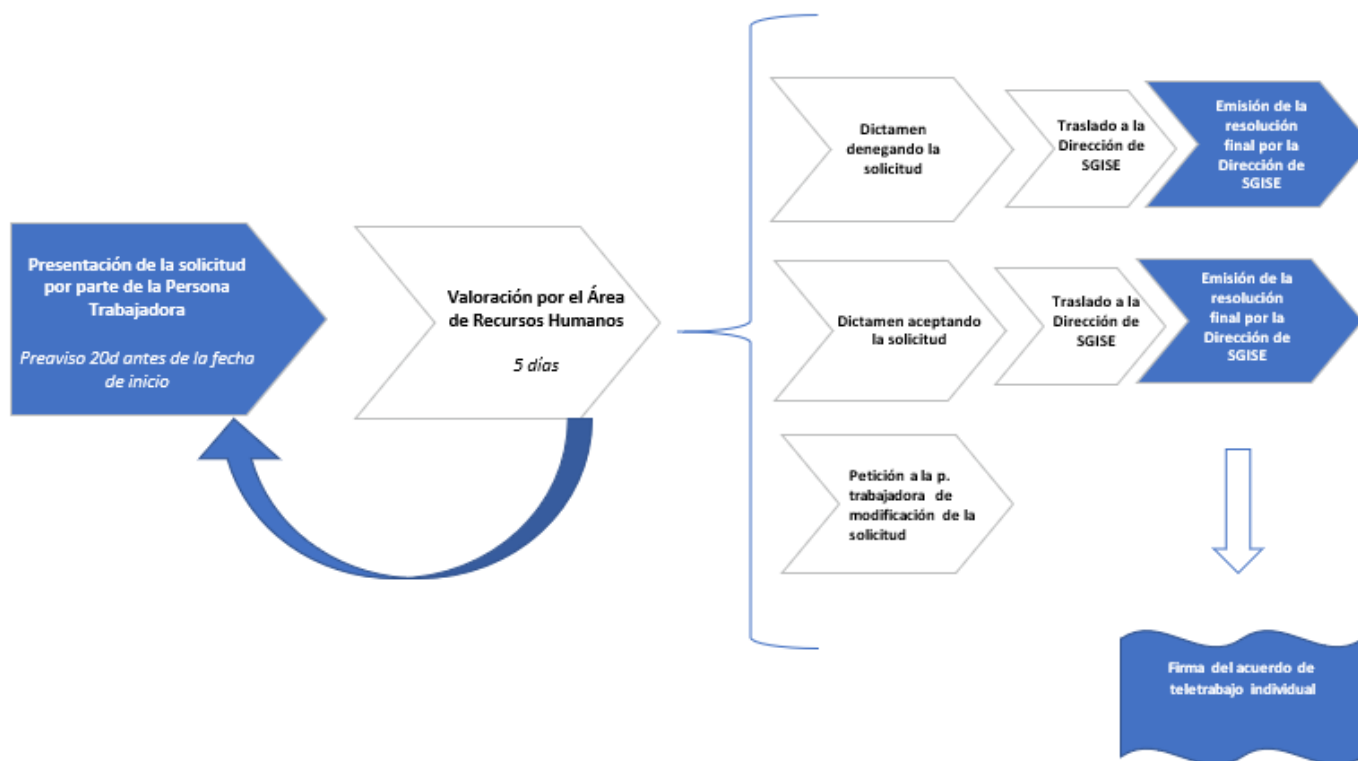 Presentación de la solicitud
por parte de la Persona
Trabajadora
Preaviso 20d antes de la fecha
de inicio
Valoración por el Área
de Recursos Humanos
5 días
Dictamen
denegando la
solicitud
Traslado a la
Dirección de
SGISE
Emisión de la
resolución
final por la
Dirección de
SGISE
Dictamen aceptando
la solicitud
Traslado a la
Dirección de
SGISE
Emisión de la
resolución
final por la
Dirección de
SGISE
Petición a la p.
trabajadora de
modificación de la
solicitud
Firma del acuerdo de
teletrabajo individual